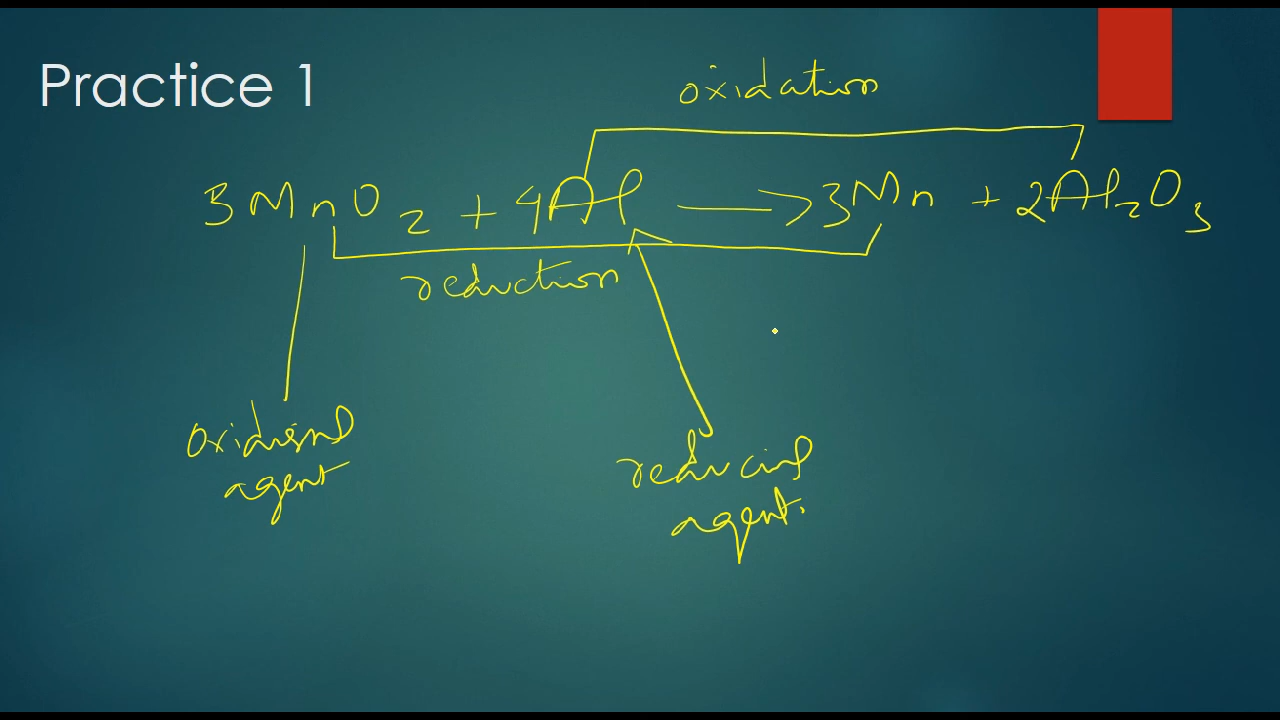 Practice 1
oxidation
3MnO₂ + 4Al → 3Mn + 2Al₂O₃
reduction
oxidising
agent
reducing
agent.